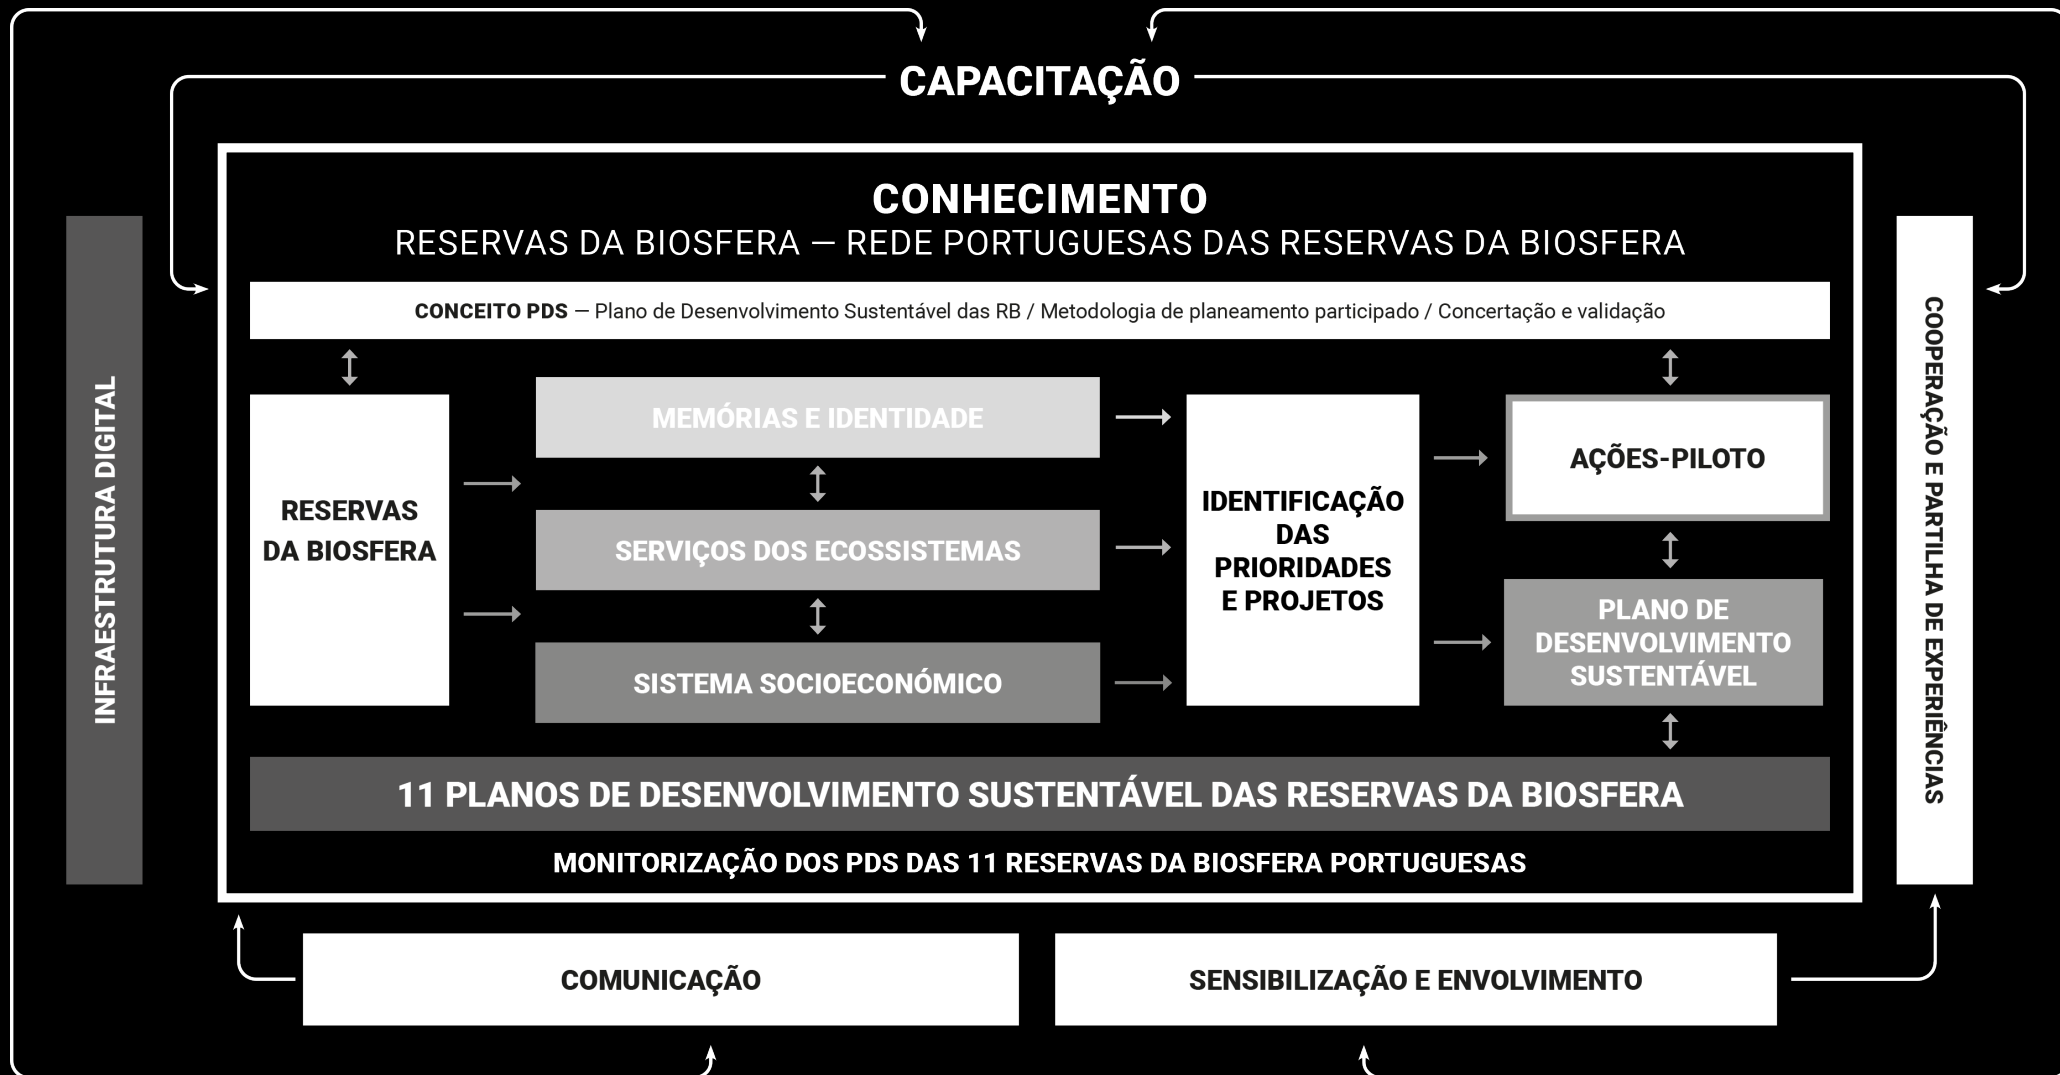 CAPACITAÇÃO
CONHECIMENTO
RESERVAS DA BIOSFERA — REDE PORTUGUESAS DAS RESERVAS DA BIOSFERA
CONCEITO PDS — Plano de Desenvolvimento Sustentável das RB / Metodologia de planeamento participado / Concertação e validação
INFRAESTRUTURA DIGITAL
RESERVAS
DA BIOSFERA
MEMÓRIAS E IDENTIDADE
SERVIÇOS DOS ECOSSISTEMAS
SISTEMA SOCIOECONÓMICO
IDENTIFICAÇÃO
DAS
PRIORIDADES
E PROJETOS
AÇÕES-PILOTO
PLANO DE
DESENVOLVIMENTO
SUSTENTÁVEL
COOPERAÇÃO E PARTILHA DE EXPERIÊNCIAS
11 PLANOS DE DESENVOLVIMENTO SUSTENTÁVEL DAS RESERVAS DA BIOSFERA
MONITORIZAÇÃO DOS PDS DAS 11 RESERVAS DA BIOSFERA PORTUGUESAS
COMUNICAÇÃO
SENSIBILIZAÇÃO E ENVOLVIMENTO